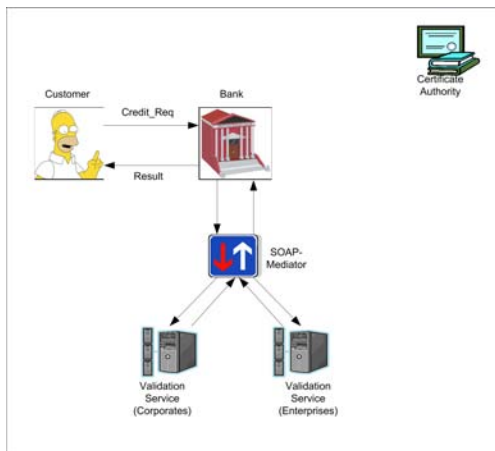 Certificate
Authority
Customer
Bank
Credit_Req
Result
SOAP-
Mediator
Validation
Service
(Corporates)
Validation
Service
(Enterprises)